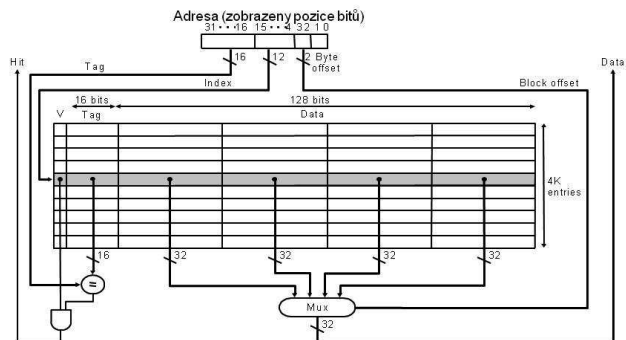 Adresa (zobrazeny pozice bitů)
31 · · · 16 15 · · · 4 3 2 1 0
Hit
Data
Tag
16
12
2
Byte offset
Index
Block offset
16 bits
128 bits
V
Tag
Data
4K entries
16
32
32
32
32
=
Mux
32